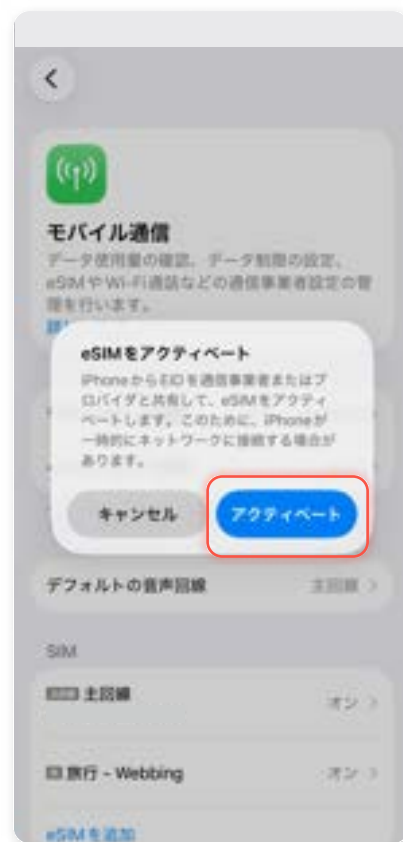 モバイル通信
データ使用量の確認、データ制限の設定、
eSIMやWi-Fi通話などの通信事業者設定の管
理を行います。
eSIMをアクティベート
iPhoneからEIDを通信事業者またはプ
ロバイダと共有して、eSIMをアクティ
ベートします。このために、iPhoneが
一時的にネットワークに接続する場合が
あります。
キャンセル
アクティベート
デフォルトの音声回線
主回線
SIM
主回線
オン
旅行 - Webbing
オン
eSIMを追加